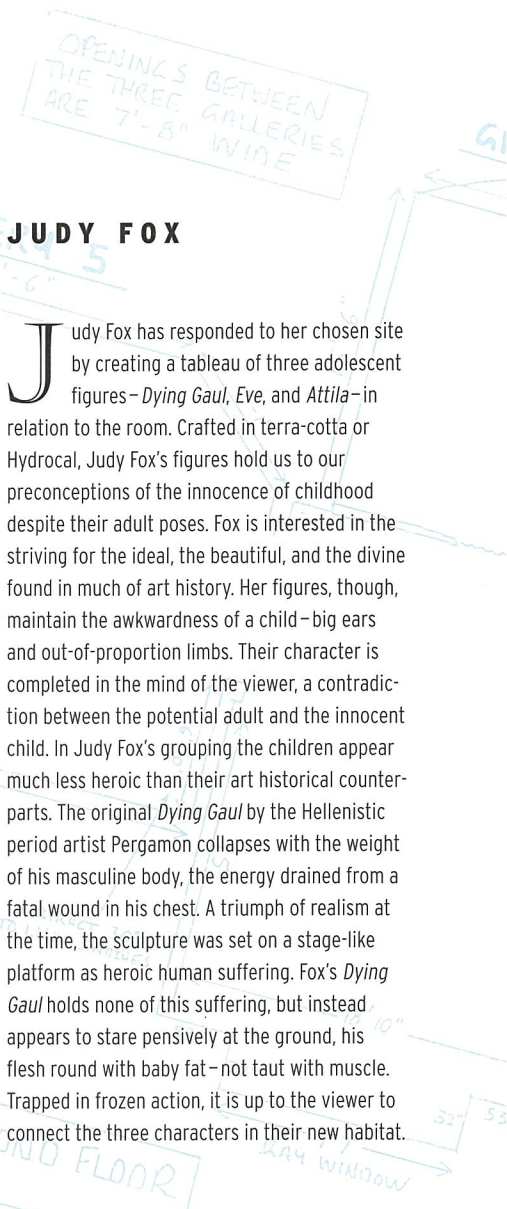 OPENINGS BETWEEN
THE THREE GALLERIES
ARE 7'-8" WIDE
JUDY FOX
Judy Fox has responded to her chosen site
by creating a tableau of three adolescent
figures–Dying Gaul, Eve, and Attila–in
relation to the room. Crafted in terra-cotta or
Hydrocal, Judy Fox's figures hold us to our
preconceptions of the innocence of childhood
despite their adult poses. Fox is interested in the
striving for the ideal, the beautiful, and the divine
found in much of art history. Her figures, though,
maintain the awkwardness of a child–big ears
and out-of-proportion limbs. Their character is
completed in the mind of the viewer, a contradic-
tion between the potential adult and the innocent
child. In Judy Fox's grouping the children appear
much less heroic than their art historical counter-
parts. The original Dying Gaul by the Hellenistic
period artist Pergamon collapses with the weight
of his masculine body, the energy drained from a
fatal wound in his chest. A triumph of realism at
the time, the sculpture was set on a stage-like
platform as heroic human suffering. Fox's Dying
Gaul holds none of this suffering, but instead
appears to stare pensively at the ground, his
flesh round with baby fat–not taut with muscle.
Trapped in frozen action, it is up to the viewer to
connect the three characters in their new habitat.
32" 53
BAY WINDOW
FLOOR